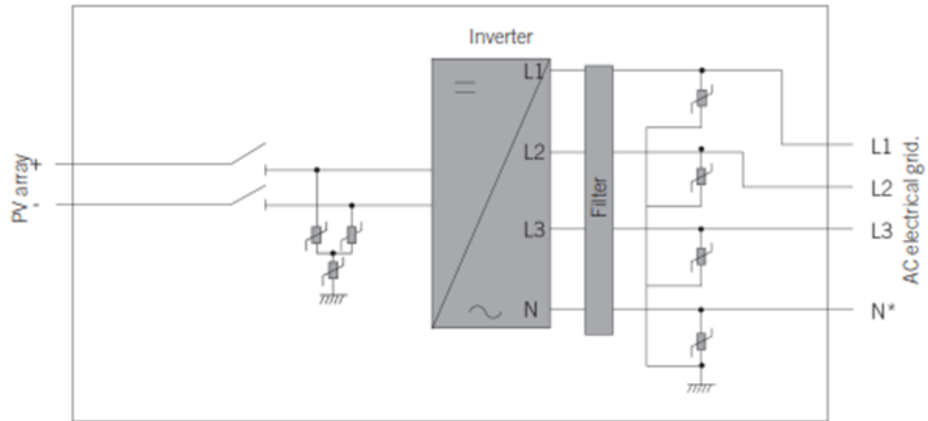 Inverter
PV array
+
-
L1
L2
L3
N
Filter
L1
L2
L3
N*
AC electrical grid.